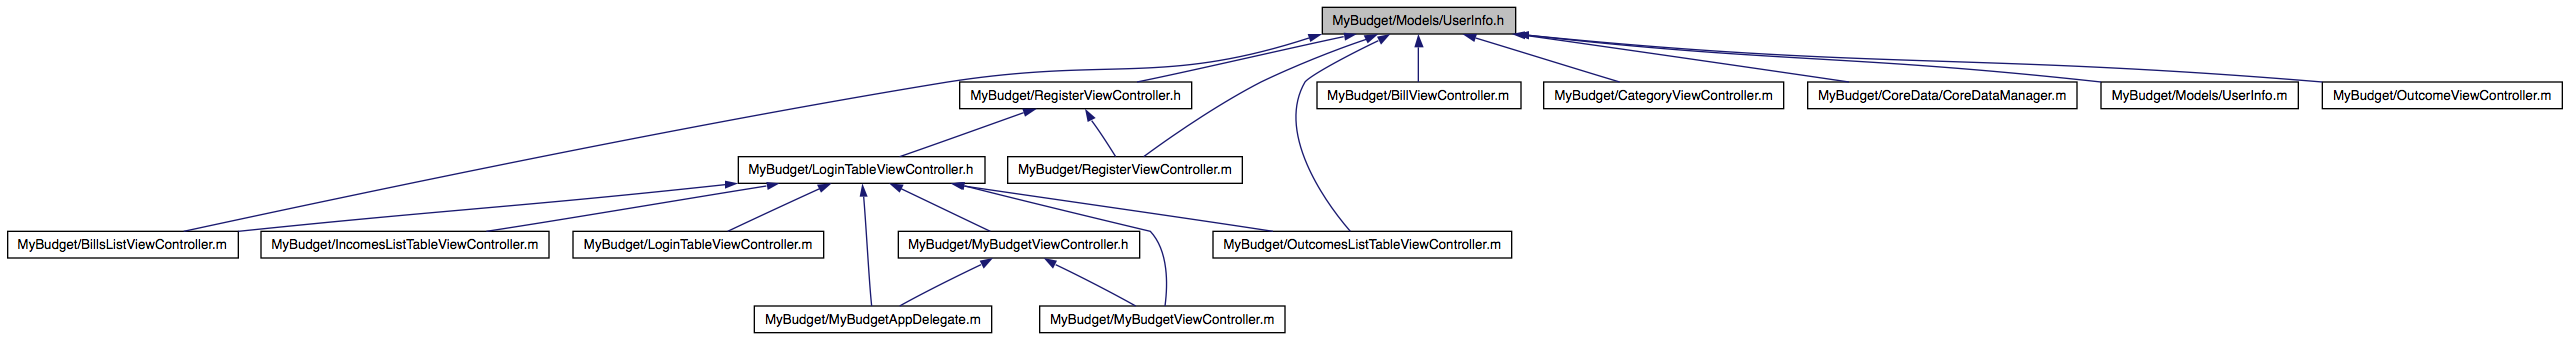 MyBudget/Models/UserInfo.h
MyBudget/RegisterViewController.h
MyBudget/BillViewController.m
MyBudget/CategoryViewController.m
MyBudget/CoreData/CoreDataManager.m
MyBudget/Models/UserInfo.m
MyBudget/OutcomeViewController.m
MyBudget/LoginTableViewController.h
MyBudget/RegisterViewController.m
MyBudget/BillsListViewController.m
MyBudget/IncomesListTableViewController.m
MyBudget/LoginTableViewController.m
MyBudget/MyBudgetViewController.h
MyBudget/OutcomesListTableViewController.m
MyBudget/MyBudgetAppDelegate.m
MyBudget/MyBudgetViewController.m